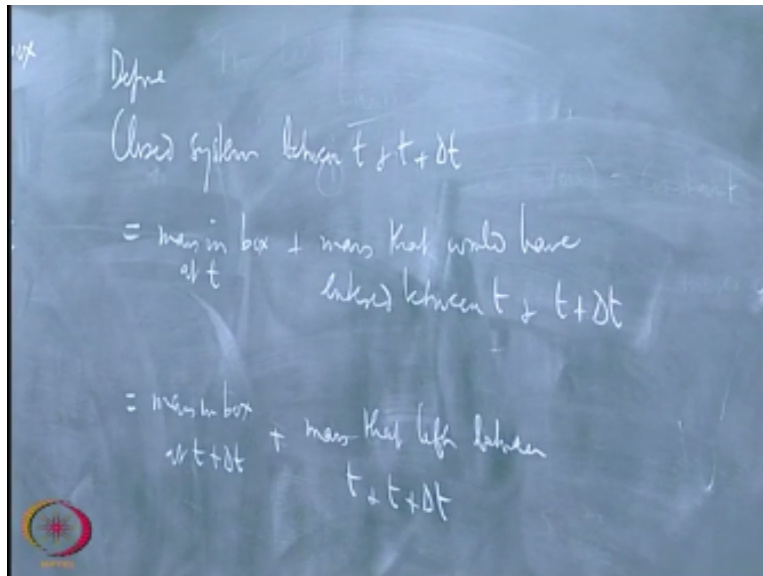 Define
Closed system between t & t + Δt
= mass in box + mass that would have
at t
entered between t & t + Δt
= mass in box
at t + Δt
+ mass that left between
t & t + Δt
NPTEL